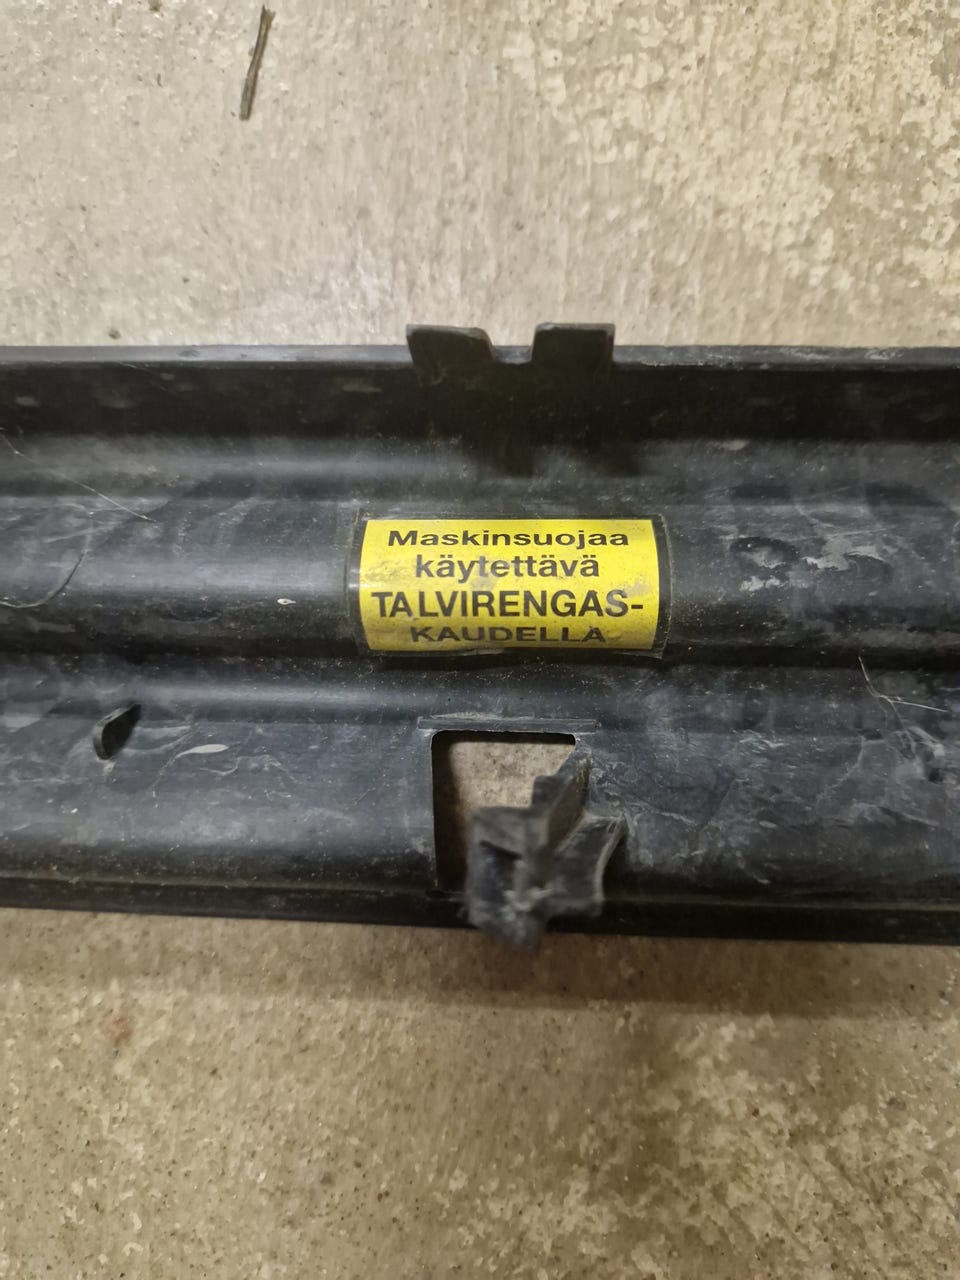 Maskinsuojaa
käytettävä
TALVIRENGAS-
KAUDELLA